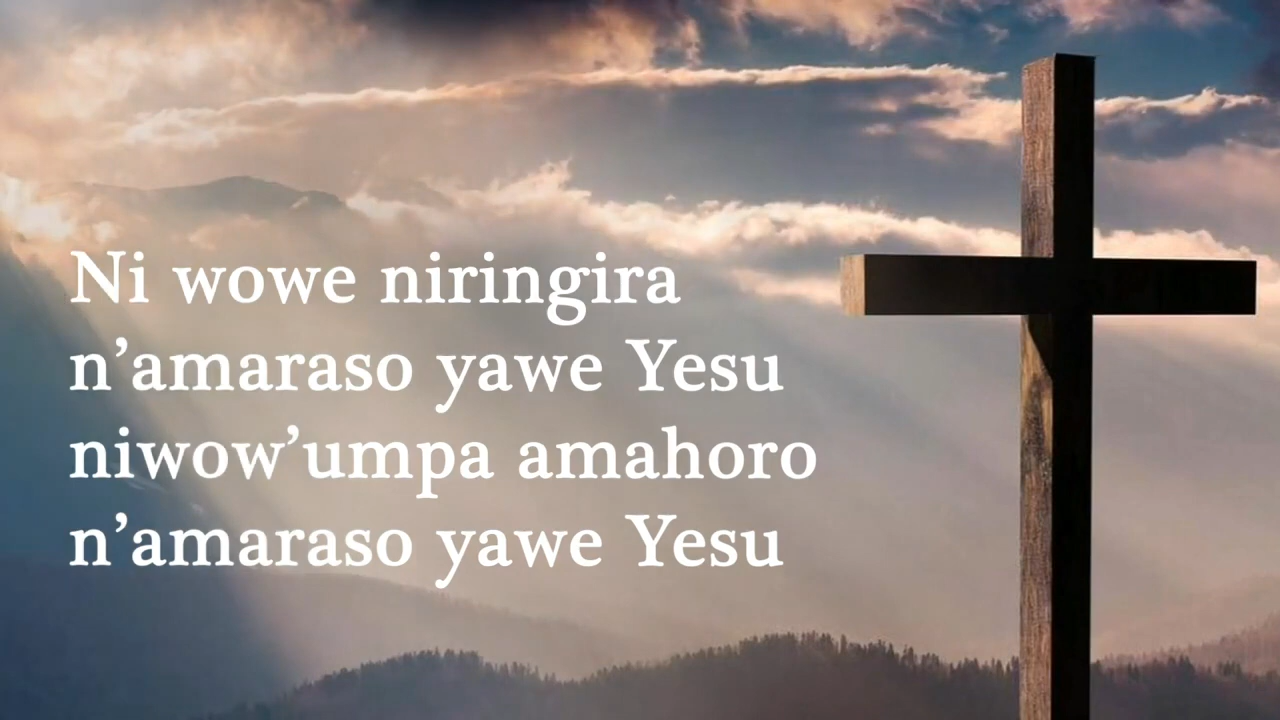 Ni wowe niringira
n’amaraso yawe Yesu
niwow’umpa amahoro
n’amaraso yawe Yesu